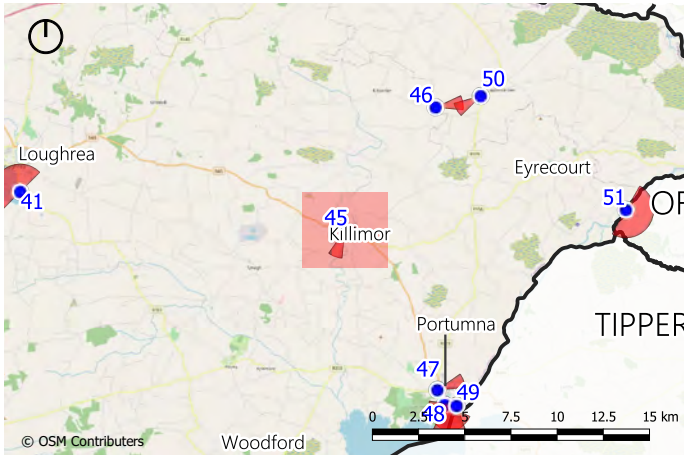 50
46
Loughrea
Eyrecourt
41
51
OF
45
Killimor
Portumna
TIPPER
47
49
48
0 2.5 5 7.5 10 12.5 15 km
© OSM Contributers
Woodford